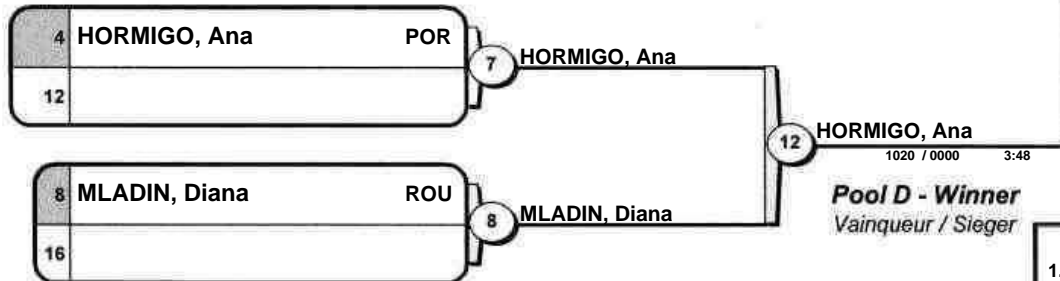 4 HORMIGO, Ana POR
7 HORMIGO, Ana
12
12 HORMIGO, Ana
1020 / 0000 3:48
8 MLADIN, Diana ROU
Pool D - Winner
8 MLADIN, Diana
Vainqueur / Sieger
16
1.